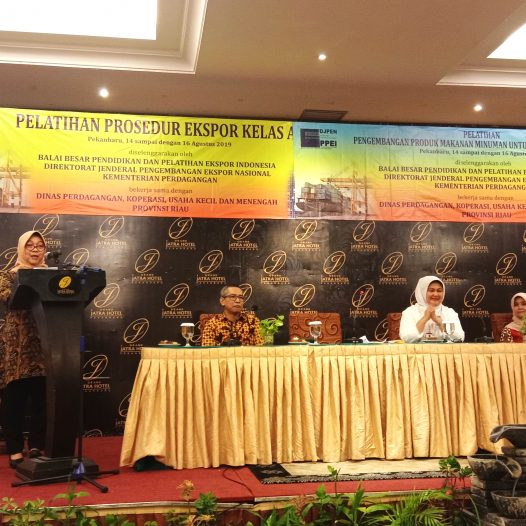 PELATIHAN PROSEDUR EKSPOR KELAS A
Pekanbaru, 14 sampai dengan 16 Agustus 2019
diselenggarakan oleh
BALAI BESAR PENDIDIKAN DAN PELATIHAN EKSPOR INDONESIA
DIREKTORAT JENDERAL PENGEMBANGAN EKSPOR NASIONAL
KEMENTERIAN PERDAGANGAN
bekerja sama dengan
DINAS PERDAGANGAN, KOPERASI, USAHA KECIL DAN MENENGAH
PROVINSI RIAU
DJPEN
PPEI
PELATIHAN
PENGEMBANGAN PRODUK MAKANAN MINUMAN UNTUK
Pekanbaru, 14 sampai dengan 16 Agustus
diselenggarakan oleh
BALAI BESAR PENDIDIKAN DAN PELATIHAN
DIREKTORAT JENDERAL PENGEMBANGAN
KEMENTERIAN PERDAGANGAN
bekerja sama dengan
DINAS PERDAGANGAN, KOPERASI, USAHA
PROVINSI RIAU
GRAND
JATRA HOTEL
PEKANBARU